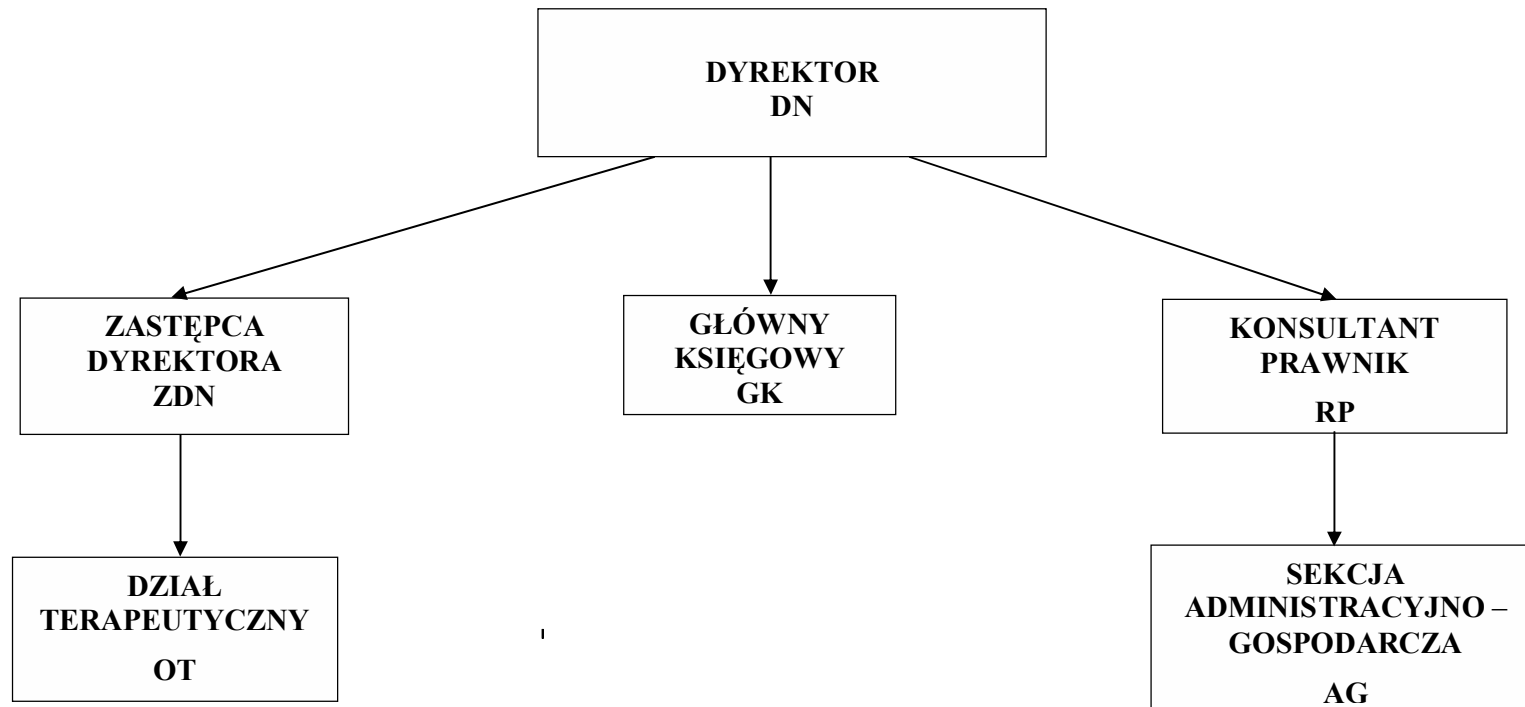 DYREKTOR
DN
ZASTĘPCA
DYREKTORA
ZDN
GŁÓWNY
KSIĘGOWY
GK
KONSULTANT
PRAWNIK
RP
DZIAŁ
TERAPEUTYCZNY
OT
SEKCJA
ADMINISTRACYJNO –
GOSPODARCZA
AG